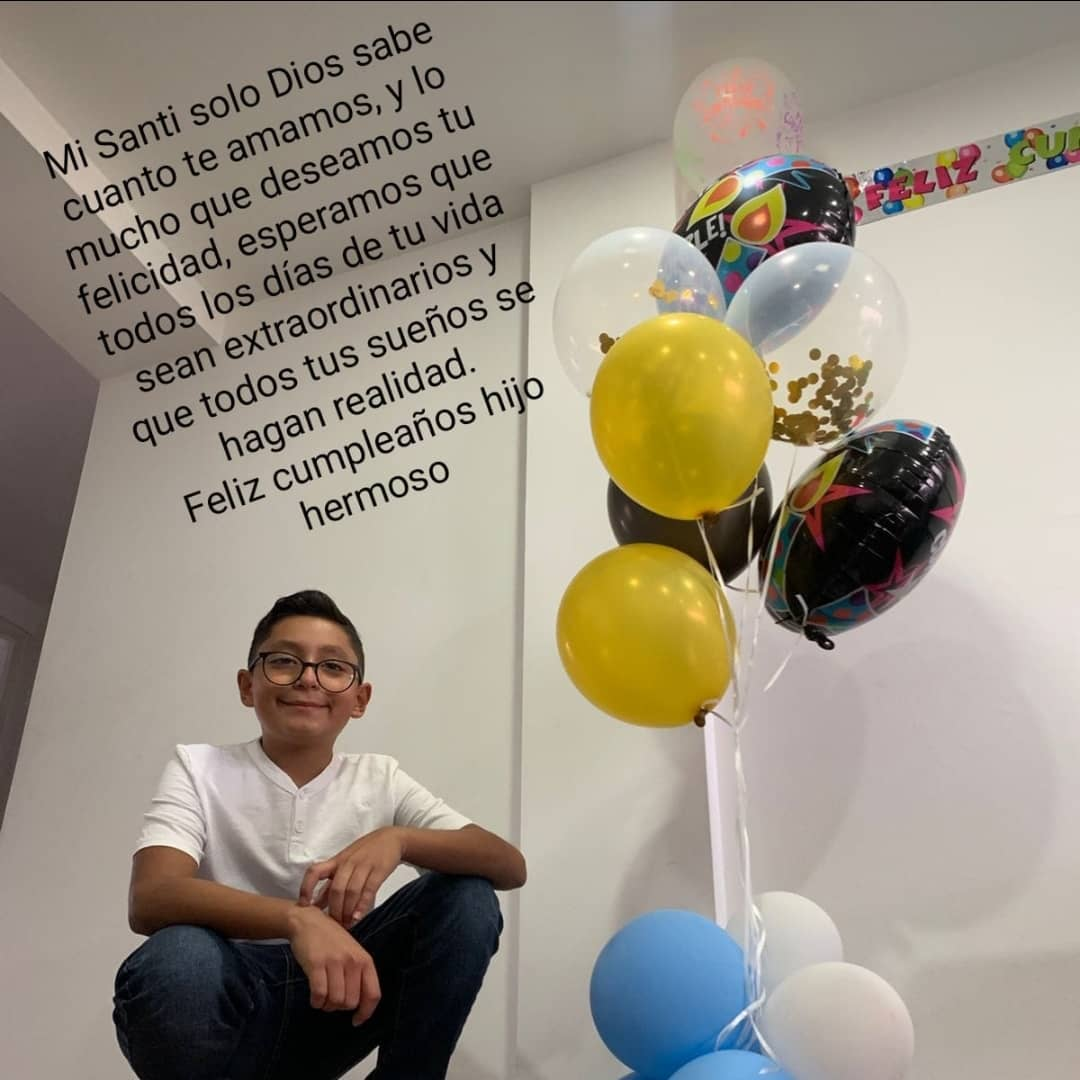 Mi Santi solo Dios sabe
cuanto te amamos, y lo
mucho que deseamos tu
felicidad, esperamos que
todos los días de tu vida
sean extraordinarios y
que todos tus sueños se
hagan realidad.
Feliz cumpleaños hijo
hermoso
FELIZ CU